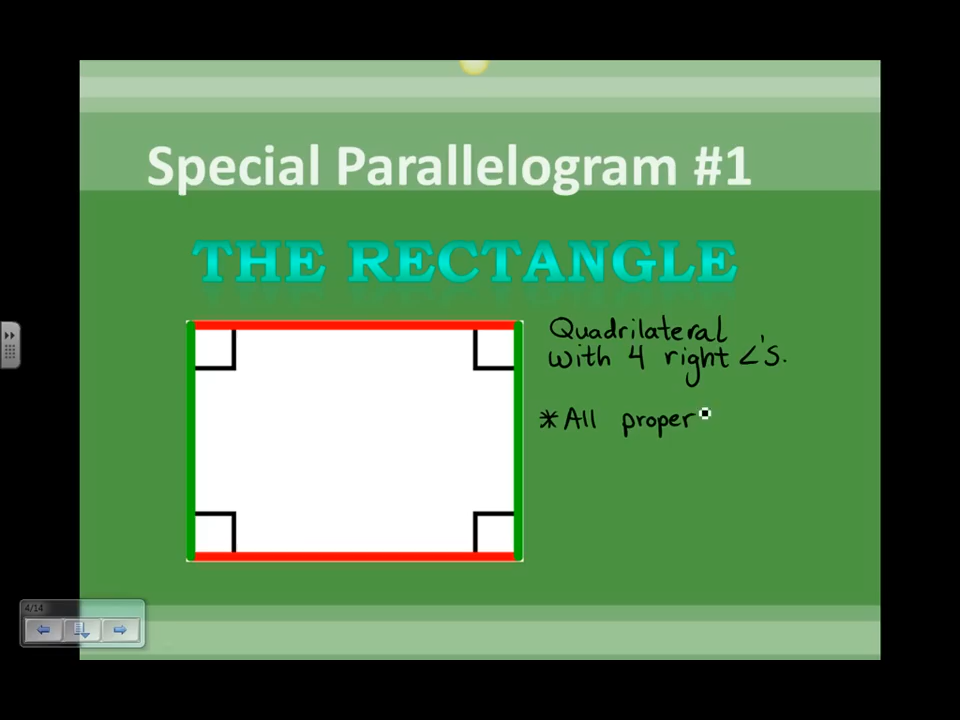 Special Parallelogram #1
THE RECTANGLE
Quadrilateral
with 4 right ∠'s.
*All proper
4/14